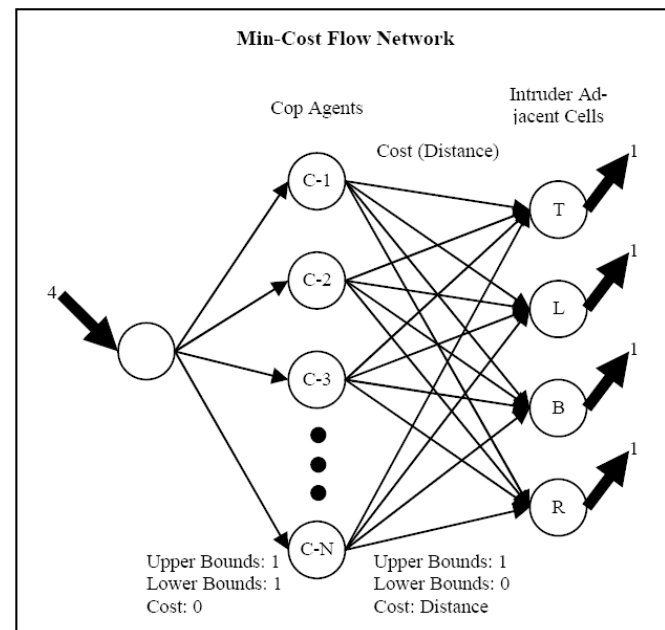 Min-Cost Flow Network
Cop Agents
Intruder Ad-
jacent Cells
Cost (Distance)
1
C-1
T
1
4
C-2
L
1
C-3
B
1
R
C-N
Upper Bounds: 1
Lower Bounds: 1
Cost: 0
Upper Bounds: 1
Lower Bounds: 0
Cost: Distance